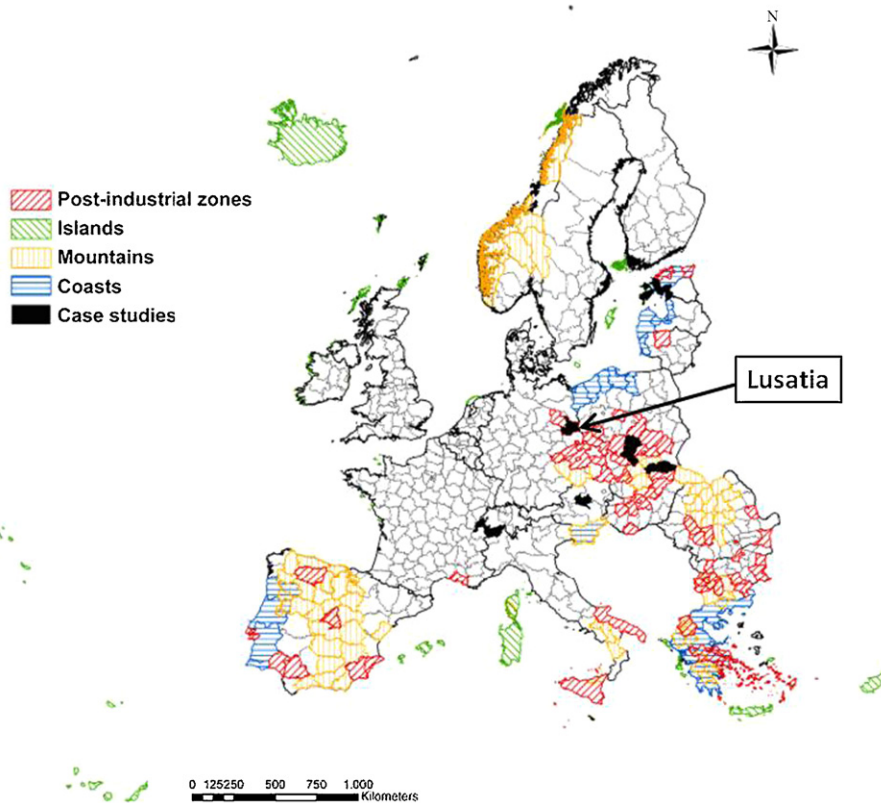 N
Post-industrial zones
Islands
Mountains
Coasts
Case studies
Lusatia
0 125250 500 750 1.000
Kilometers